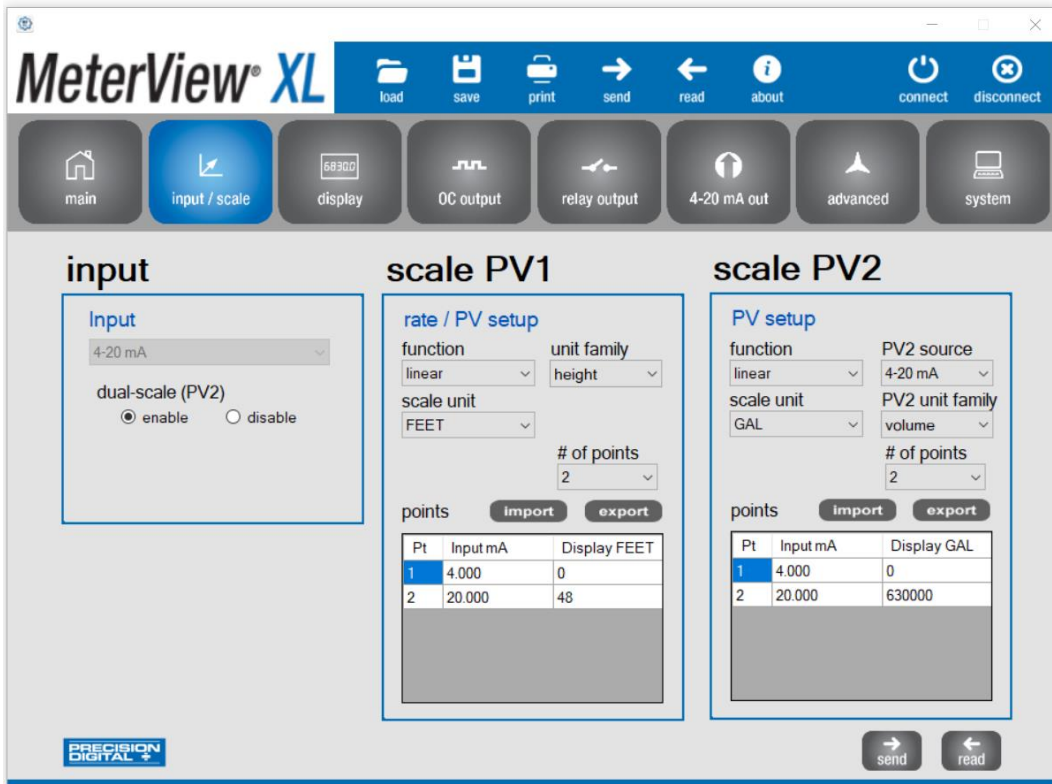 MeterView® XL
load save print send read about connect disconnect
68300
main input / scale display OC output relay output 4-20 mA out advanced system
input
Input
4-20 mA
dual-scale (PV2)
enable disable
scale PV1
rate / PV setup
function unit family
linear height
scale unit
FEET
# of points
2
points import export
Pt Input mA Display FEET
1 4.000 0
2 20.000 48
scale PV2
PV setup
function PV2 source
linear 4-20 mA
scale unit PV2 unit family
GAL volume
# of points
2
points import export
Pt Input mA Display GAL
1 4.000 0
2 20.000 630000
PRECISION
DIGITAL
send read